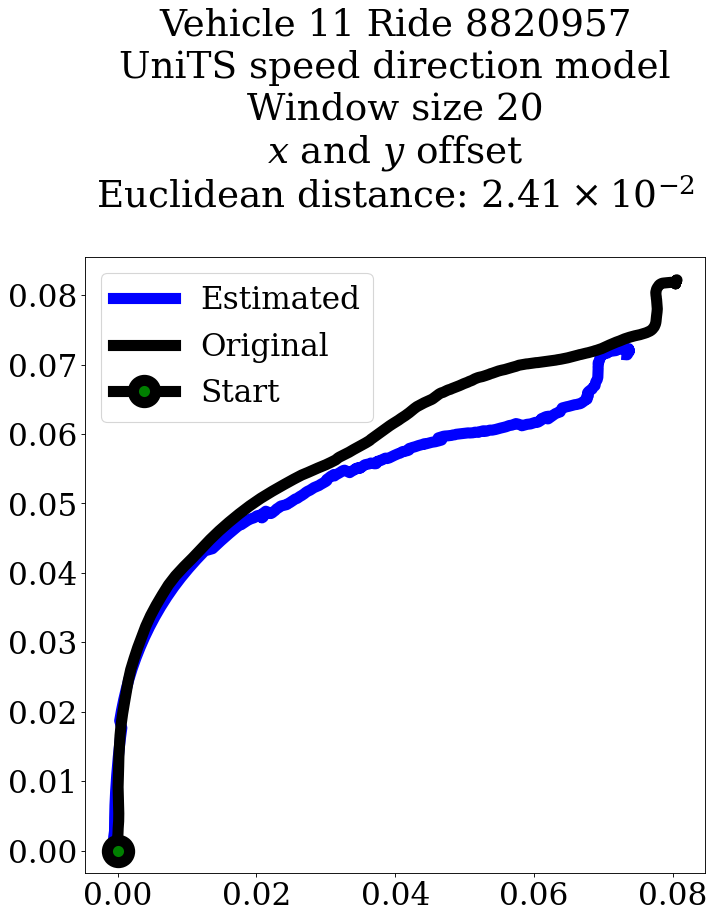 Vehicle 11 Ride 8820957
UniTS speed direction model
Window size 20
x and y offset
Euclidean distance: 2.41 × 10⁻²
Estimated
Original
Start
0.08
0.07
0.06
0.05
0.04
0.03
0.02
0.01
0.00
0.00 0.02 0.04 0.06 0.08